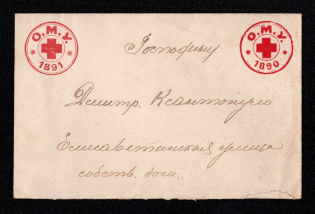 О.М.У.
1891
О.М.У.
1890
Господину
Дмитр. Ксантопуло
Елисаветинская улица
собств. дом.